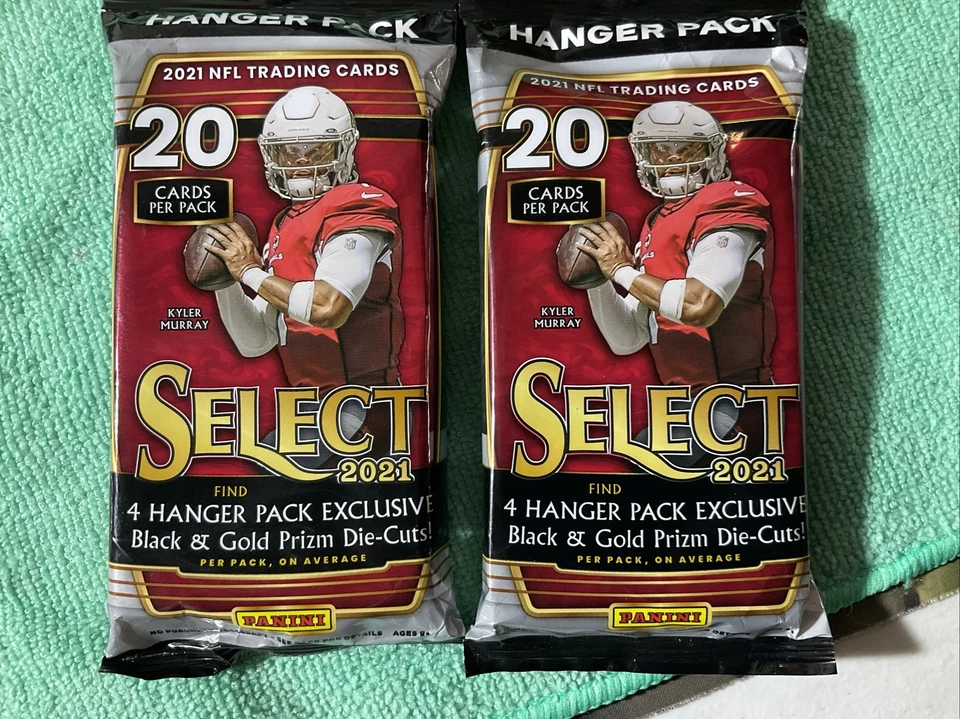 HANGER PACK
2021 NFL TRADING CARDS
20
CARDS
PER PACK
KYLER
MURRAY
SELECT
2021
FIND
4 HANGER PACK EXCLUSIVE
Black & Gold Prizm Die-Cuts!
PER PACK, ON AVERAGE
PANINI
HANGER PACK
2021 NFL TRADING CARDS
20
CARDS
PER PACK
KYLER
MURRAY
SELECT
2021
FIND
4 HANGER PACK EXCLUSIVE
Black & Gold Prizm Die-Cuts!
PER PACK, ON AVERAGE
PANINI